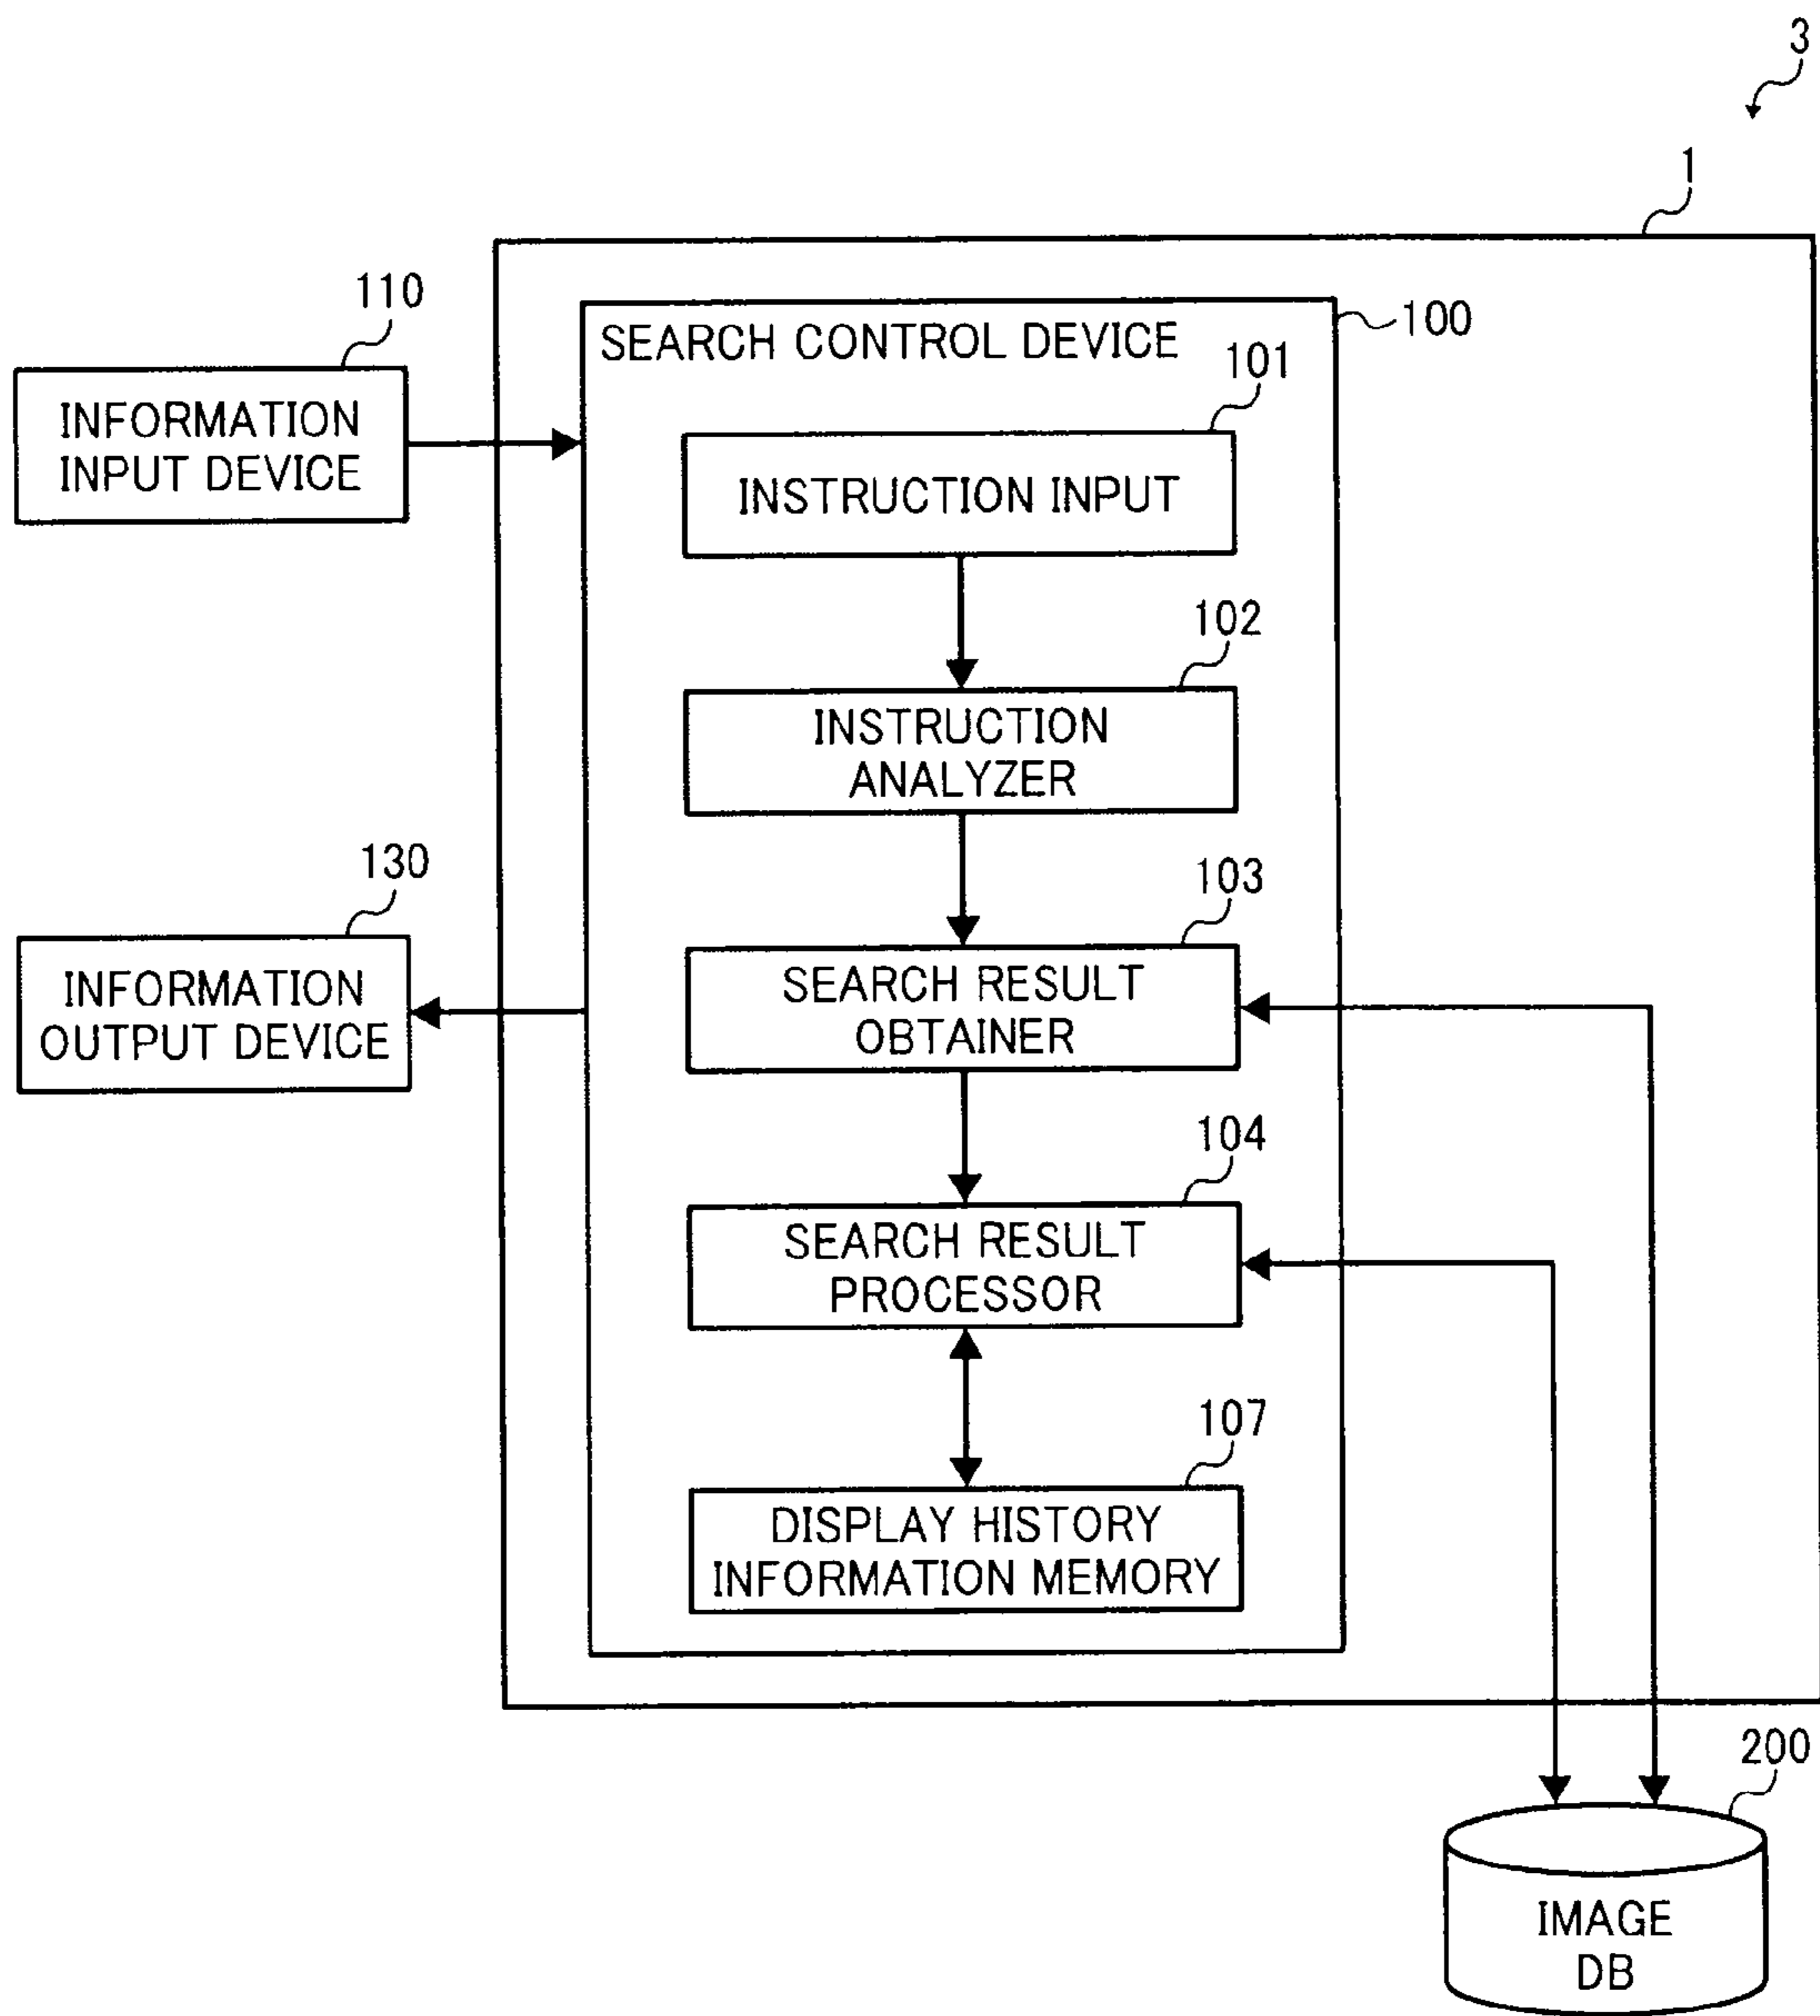 3
1
110
SEARCH CONTROL DEVICE
100
101
INFORMATION
INPUT DEVICE
INSTRUCTION INPUT
102
INSTRUCTION
ANALYZER
130
103
INFORMATION
OUTPUT DEVICE
SEARCH RESULT
OBTAINER
104
SEARCH RESULT
PROCESSOR
107
DISPLAY HISTORY
INFORMATION MEMORY
200
IMAGE
DB